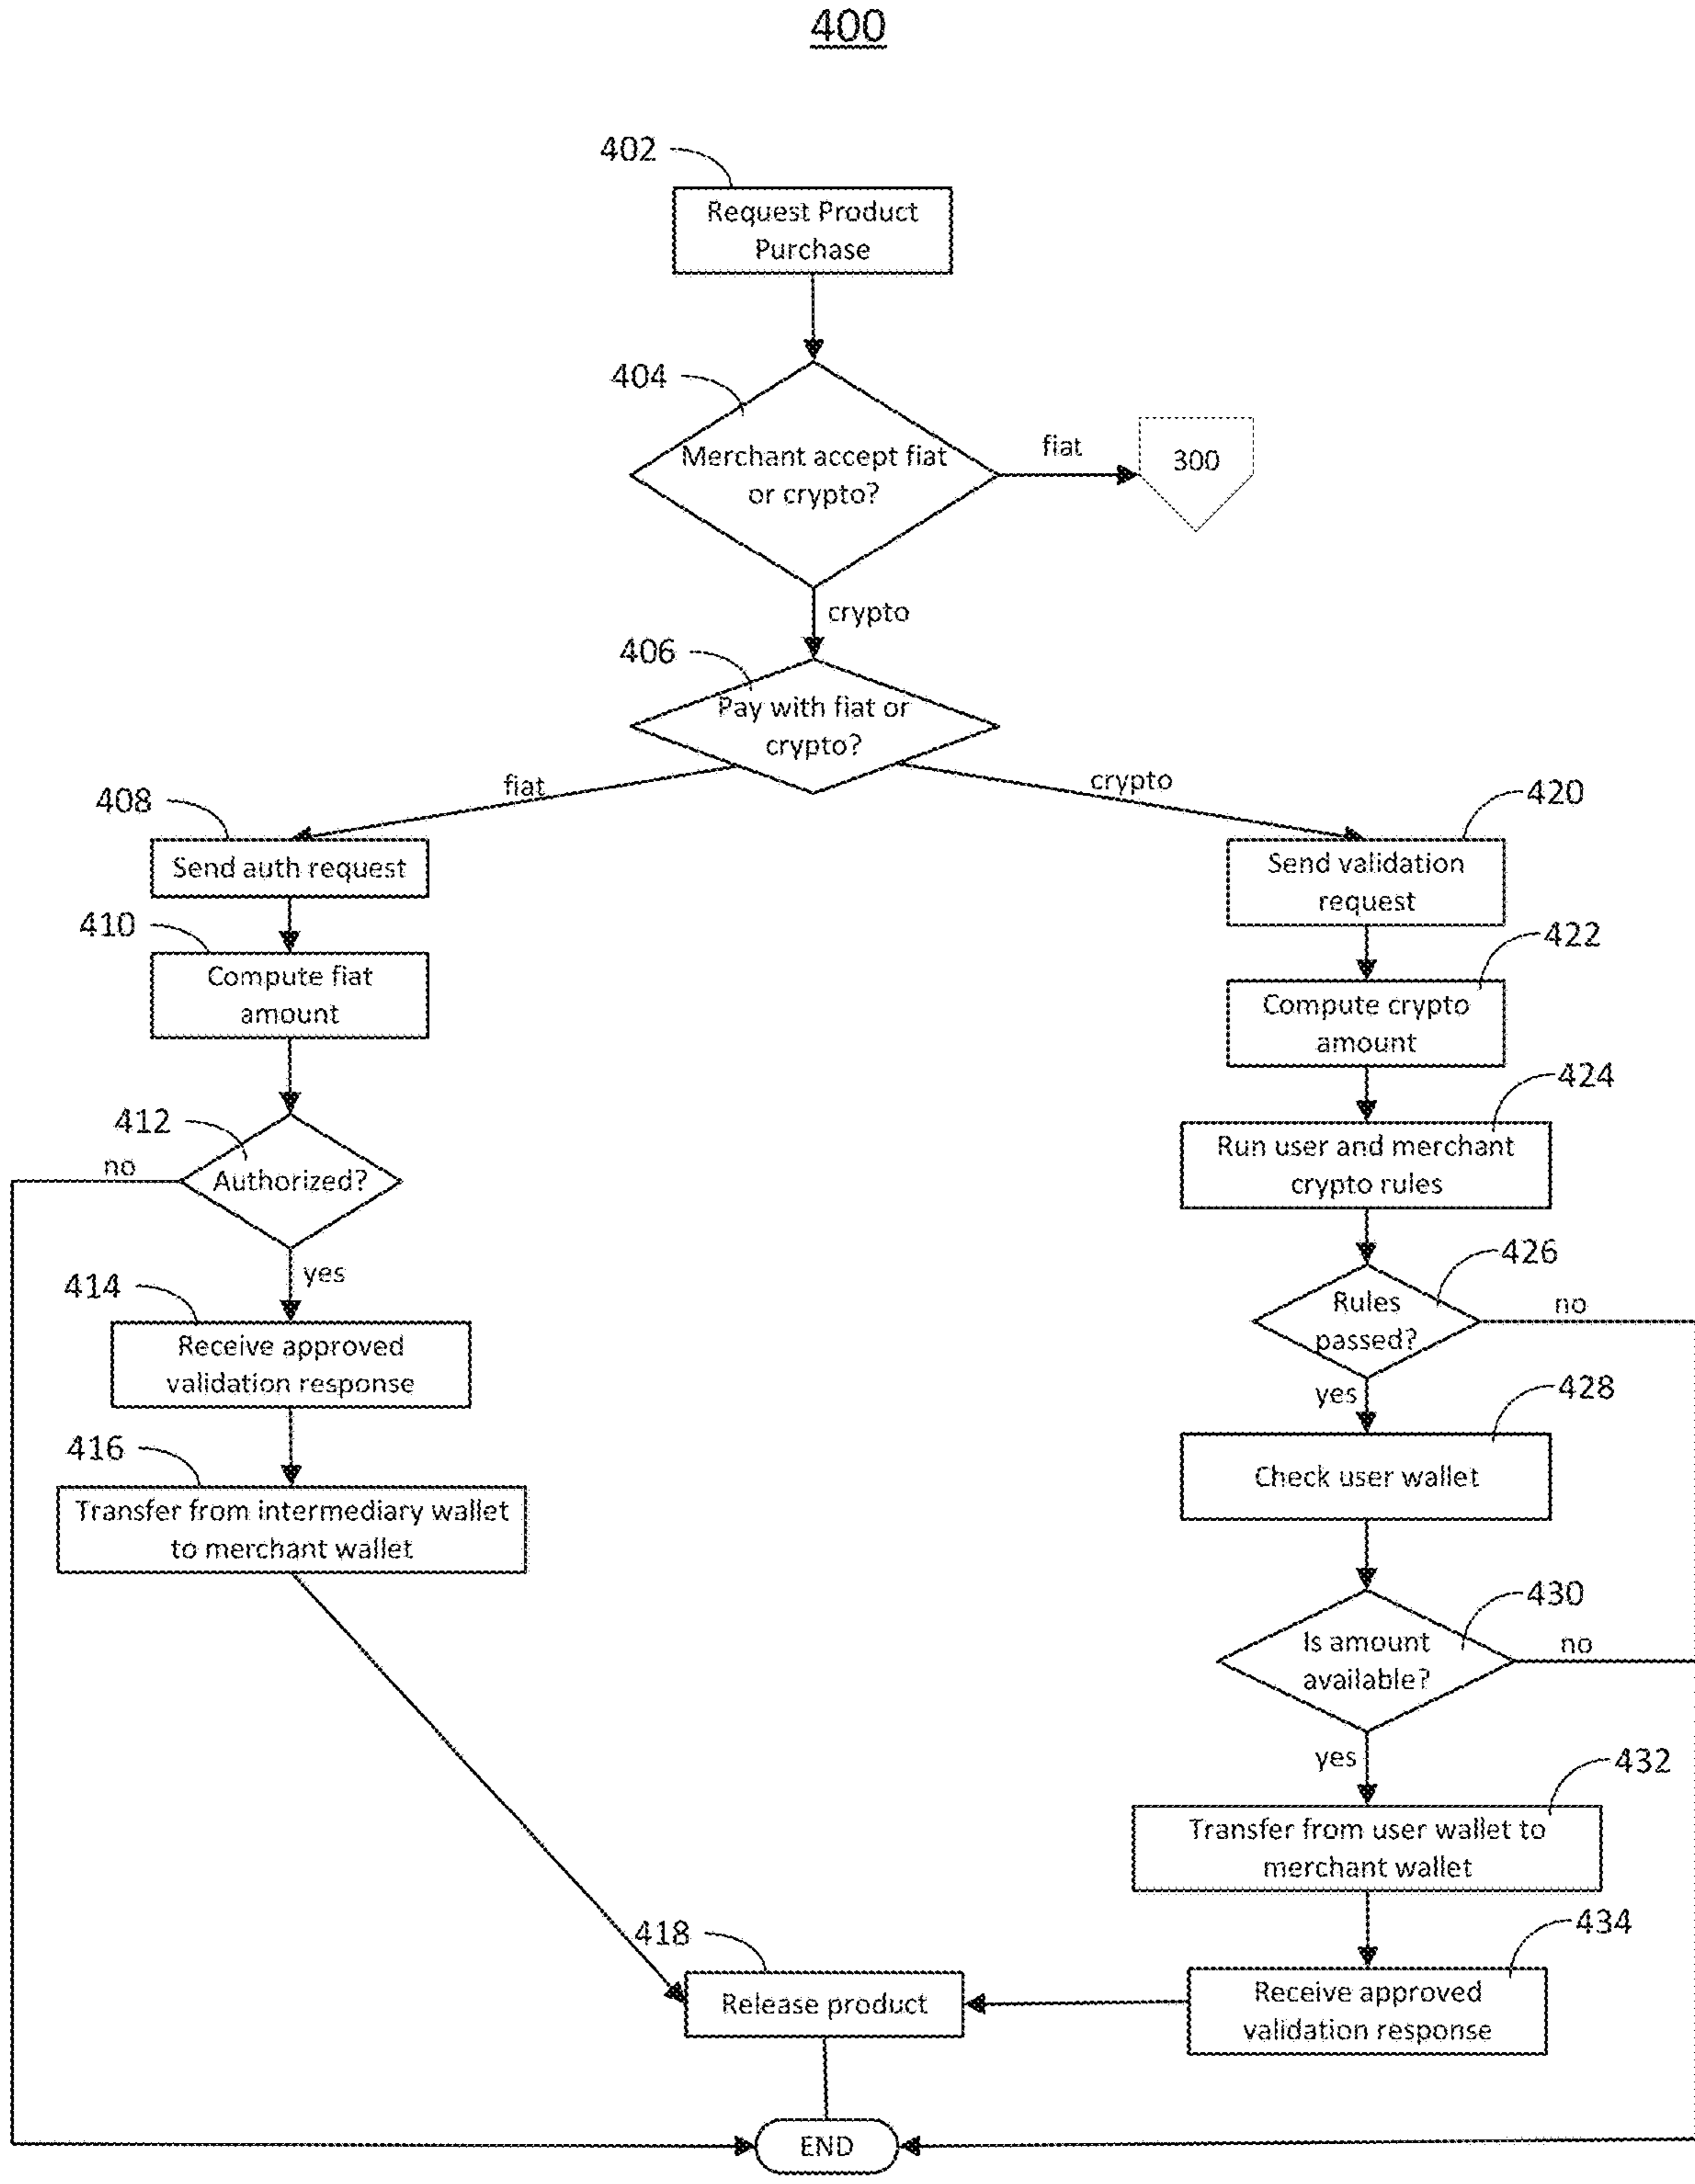 400
402
Request Product
Purchase
404
Merchant accept fiat
or crypto?
fiat
300
crypto
406
Pay with fiat or
crypto?
fiat
crypto
408
Send auth request
410
Compute fiat
amount
412
no
Authorized?
yes
414
Receive approved
validation response
416
Transfer from intermediary wallet
to merchant wallet
420
Send validation
request
422
Compute crypto
amount
424
Run user and merchant
crypto rules
426
Rules
passed?
no
yes
428
Check user wallet
430
Is amount
available?
no
yes
432
Transfer from user wallet to
merchant wallet
434
Receive approved
validation response
418
Release product
END